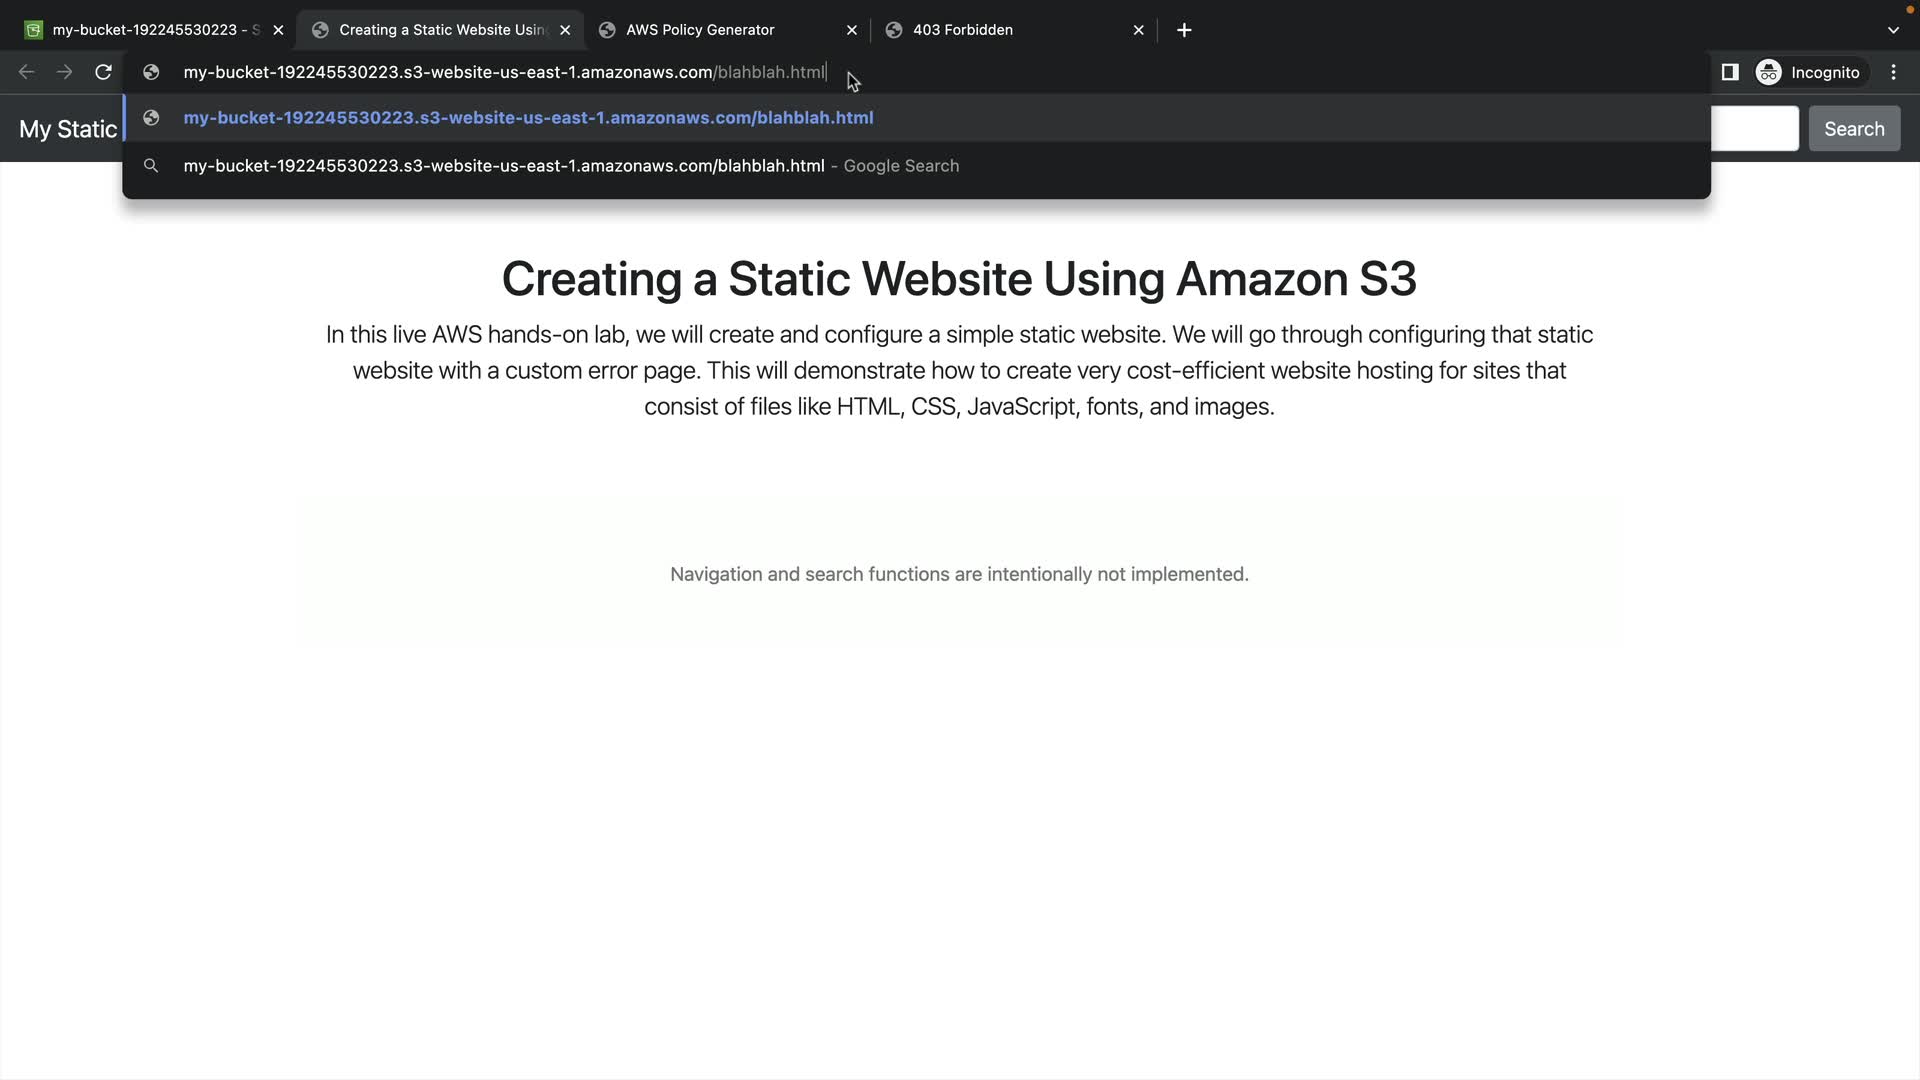 my-bucket-192245530223 - S
Creating a Static Website Using
AWS Policy Generator
403 Forbidden
my-bucket-192245530223.s3-website-us-east-1.amazonaws.com/blahblah.html
Incognito
my-bucket-192245530223.s3-website-us-east-1.amazonaws.com/blahblah.html
my-bucket-192245530223.s3-website-us-east-1.amazonaws.com/blahblah.html - Google Search
My Static
Search
Creating a Static Website Using Amazon S3
In this live AWS hands-on lab, we will create and configure a simple static website. We will go through configuring that static
website with a custom error page. This will demonstrate how to create very cost-efficient website hosting for sites that
consist of files like HTML, CSS, JavaScript, fonts, and images.
Navigation and search functions are intentionally not implemented.